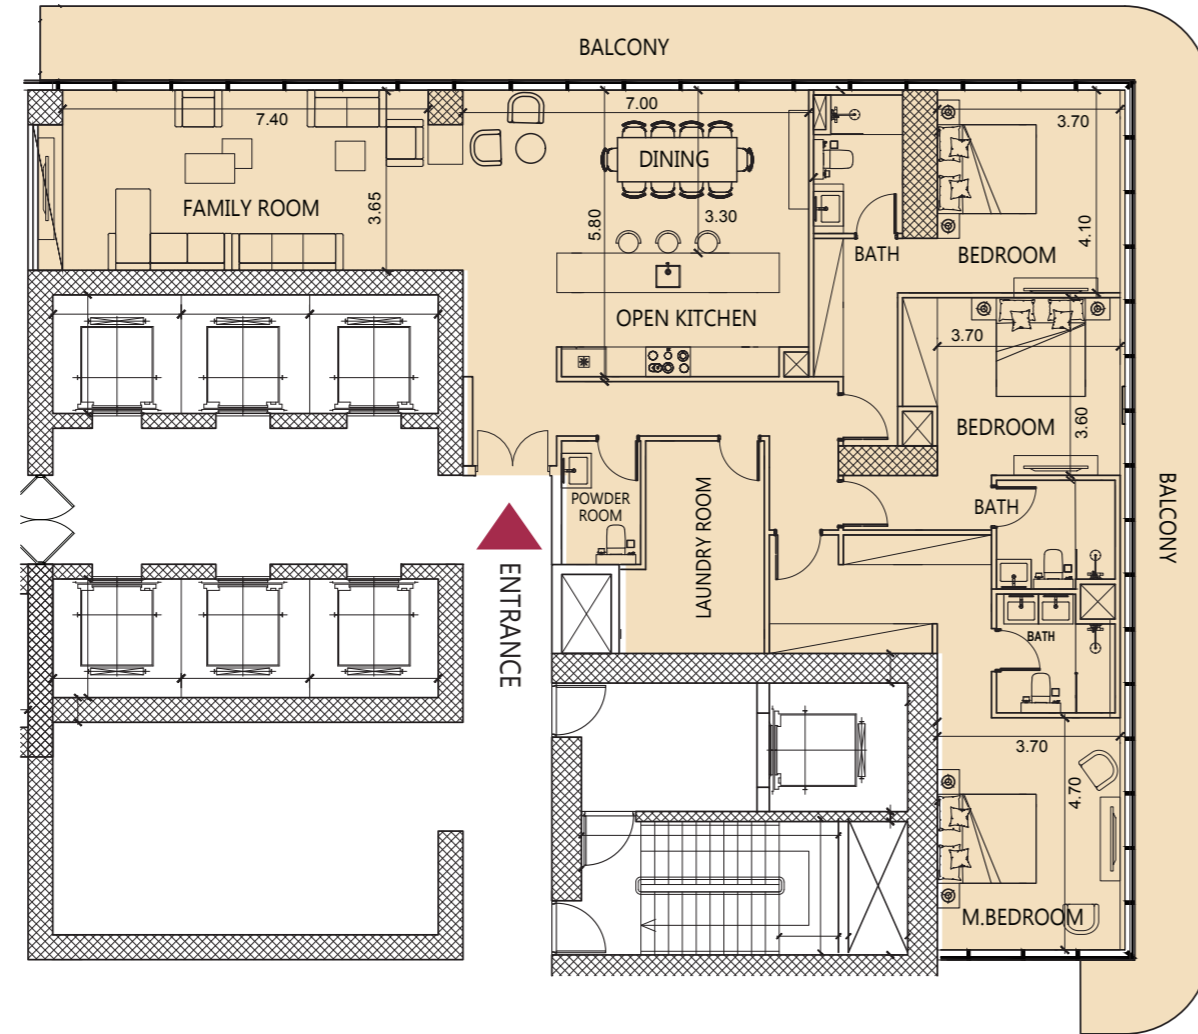 BALCONY
7.40
7.00
3.70
DINING
FAMILY ROOM
3.65
5.80
3.30
4.10
BATH
BEDROOM
OPEN KITCHEN
3.70
BEDROOM
3.60
POWDER
ROOM
LAUNDRY ROOM
BATH
BALCONY
ENTRANCE
BATH
3.70
4.70
M.BEDROOM